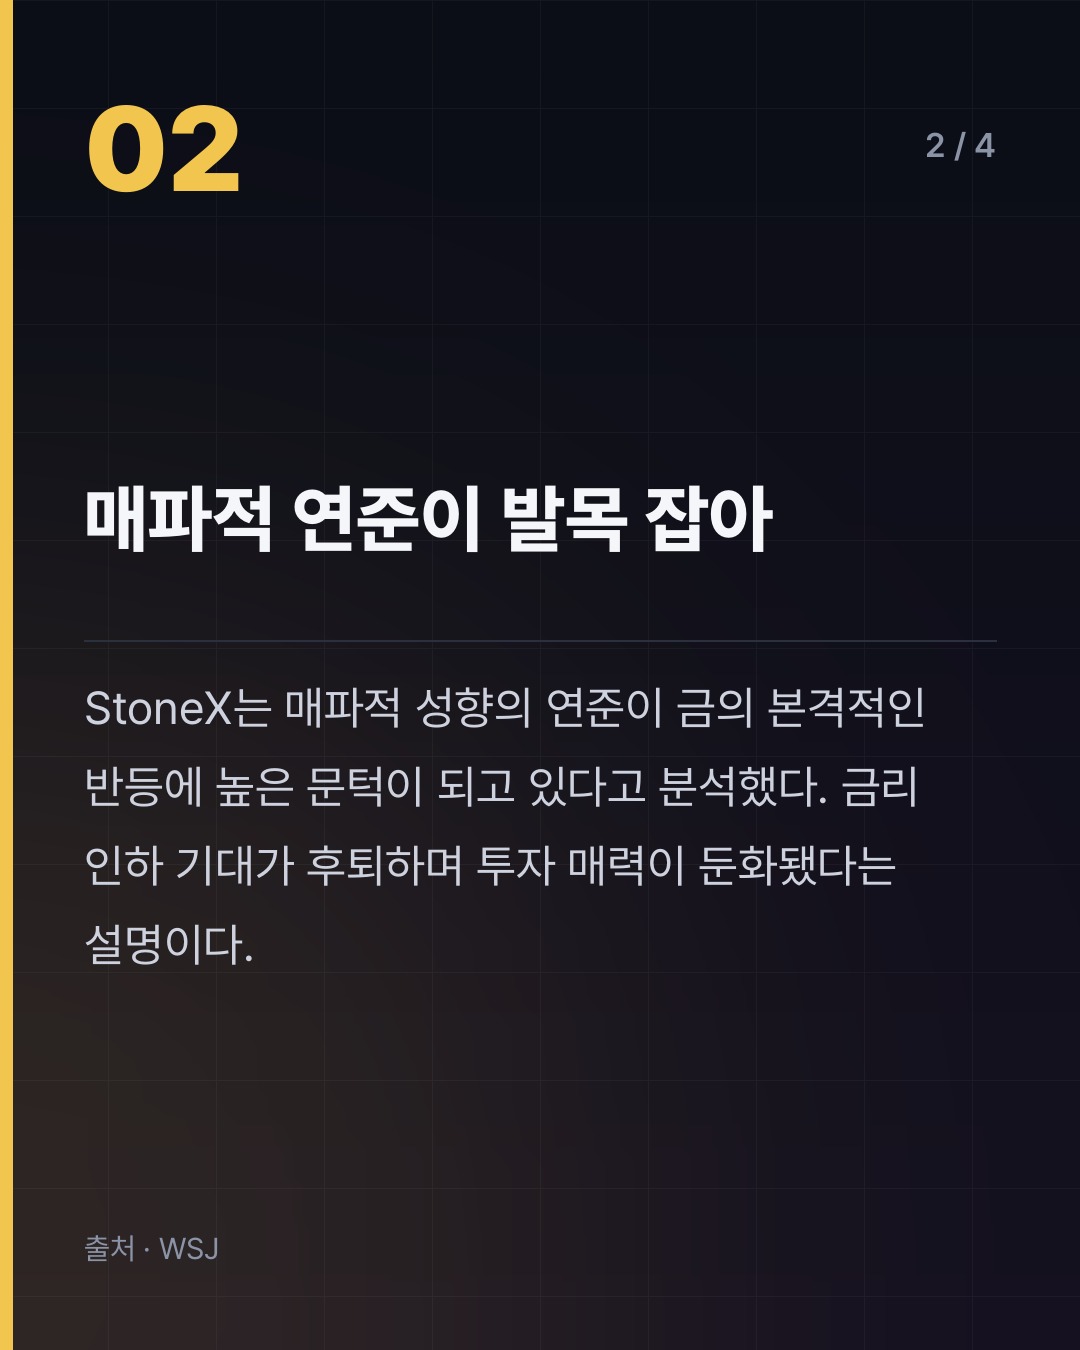 02
2 / 4
매파적 연준이 발목 잡아
StoneX는 매파적 성향의 연준이 금의 본격적인
반등에 높은 문턱이 되고 있다고 분석했다. 금리
인하 기대가 후퇴하며 투자 매력이 둔화됐다는
설명이다.
출처 · WSJ